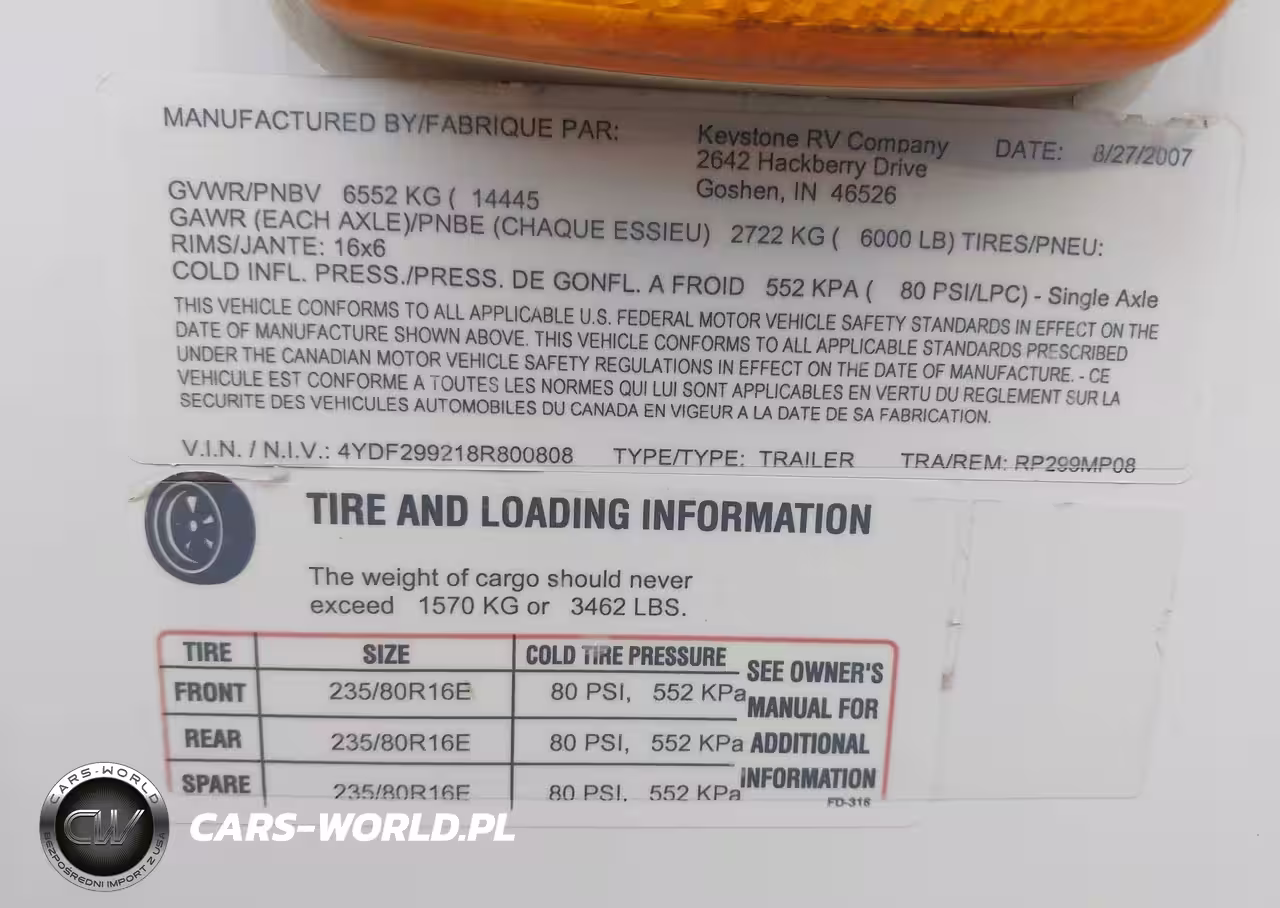 MANUFACTURED BY/FABRIQUE PAR: Keystone RV Company DATE: 8/27/2007
2642 Hackberry Drive
Goshen, IN 46526
GVWR/PNBV 6552 KG ( 14445
GAWR (EACH AXLE)/PNBE (CHAQUE ESSIEU) 2722 KG ( 6000 LB) TIRES/PNEU:
RIMS/JANTE: 16x6
COLD INFL. PRESS./PRESS. DE GONFL. A FROID 552 KPA ( 80 PSI/LPC) - Single Axle
THIS VEHICLE CONFORMS TO ALL APPLICABLE U.S. FEDERAL MOTOR VEHICLE SAFETY STANDARDS IN EFFECT ON THE
DATE OF MANUFACTURE SHOWN ABOVE. THIS VEHICLE CONFORMS TO ALL APPLICABLE STANDARDS PRESCRIBED
UNDER THE CANADIAN MOTOR VEHICLE SAFETY REGULATIONS IN EFFECT ON THE DATE OF MANUFACTURE. - CE
VEHICULE EST CONFORME A TOUTES LES NORMES QUI LUI SONT APPLICABLES EN VERTU DU REGLEMENT SUR LA
SECURITE DES VEHICULES AUTOMOBILES DU CANADA EN VIGEUR A LA DATE DE SA FABRICATION.
V.I.N. / N.I.V.: 4YDF299218R800808 TYPE/TYPE: TRAILER TRA/REM: RP299MP08
TIRE AND LOADING INFORMATION
The weight of cargo should never
exceed 1570 KG or 3462 LBS.
TIRE SIZE COLD TIRE PRESSURE
FRONT 235/80R16E 80 PSI, 552 KPa
REAR 235/80R16E 80 PSI, 552 KPa
SPARE 235/80R16E 80 PSI, 552 KPa
SEE OWNER'S
MANUAL FOR
ADDITIONAL
INFORMATION
FD-316
CARS-WORLD
CW
BEZPOŚREDNI IMPORT Z USA
CARS-WORLD.PL